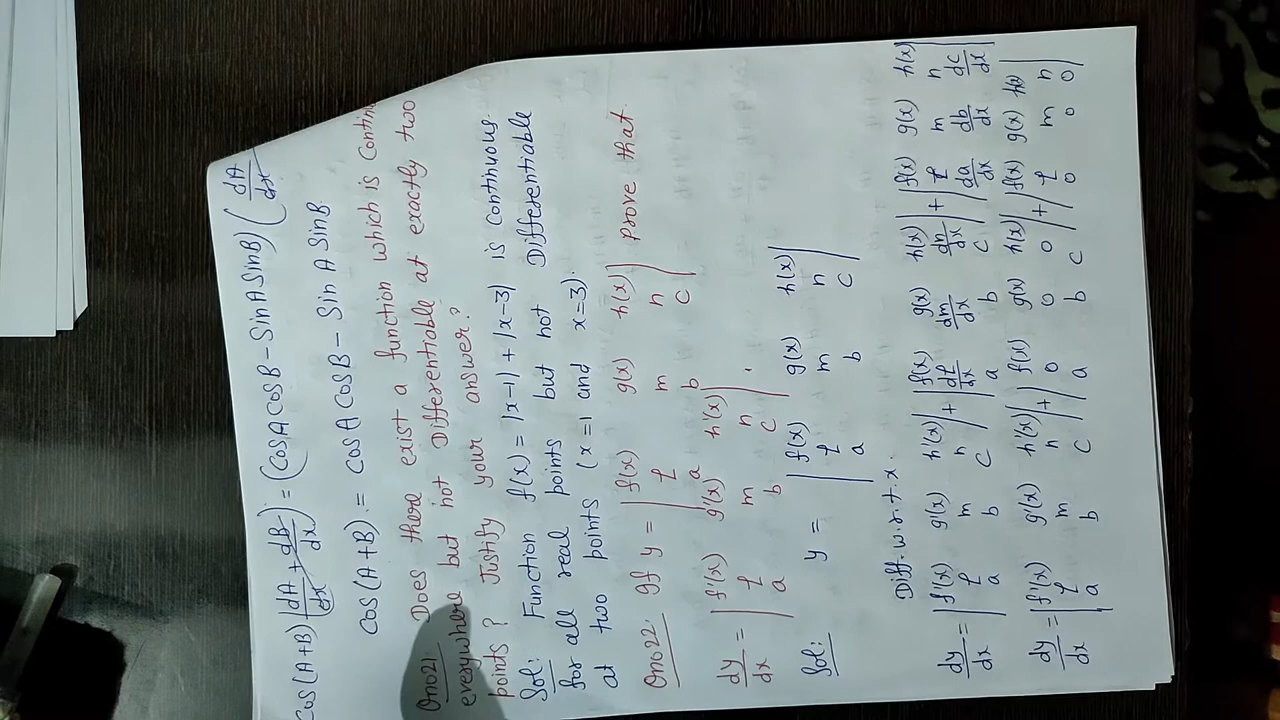 cos(A+B) (dA/dx + dB/dx) = (cosA cosB - sinA sinB) (dA/dx
cos(A+B) = cosA cosB - sinA sinB
Qno21 Does there exist a function which is Contin
everywhere but not Differentiable at exactly two
points? Justify your answer?
Sol: Function f(x) = |x-1| + |x-3| is continuous
for all real points but not Differentiable
at two points (x=1 and x=3).
Qno22. If y = | f(x) g(x) h(x) | prove that
l m n
a b c
dy/dx = | f'(x) g'(x) h'(x) | .
l m n
a b c
Sol: y = | f(x) g(x) h(x) |
l m n
a b c
Diff. w.r.t x.
dy/dx = | f'(x) g'(x) h'(x) | + | f(x) g(x) h(x) | + | f(x) g(x) h(x) |
l m n dl/dx dm/dx dn/dx l m n
a b c a b c da/dx db/dx dc/dx
dy/dx = | f'(x) g'(x) h'(x) | + | f(x) g(x) h(x) | + | f(x) g(x) h(x) |
l m n 0 0 0 l m n
a b c a b c 0 0 0